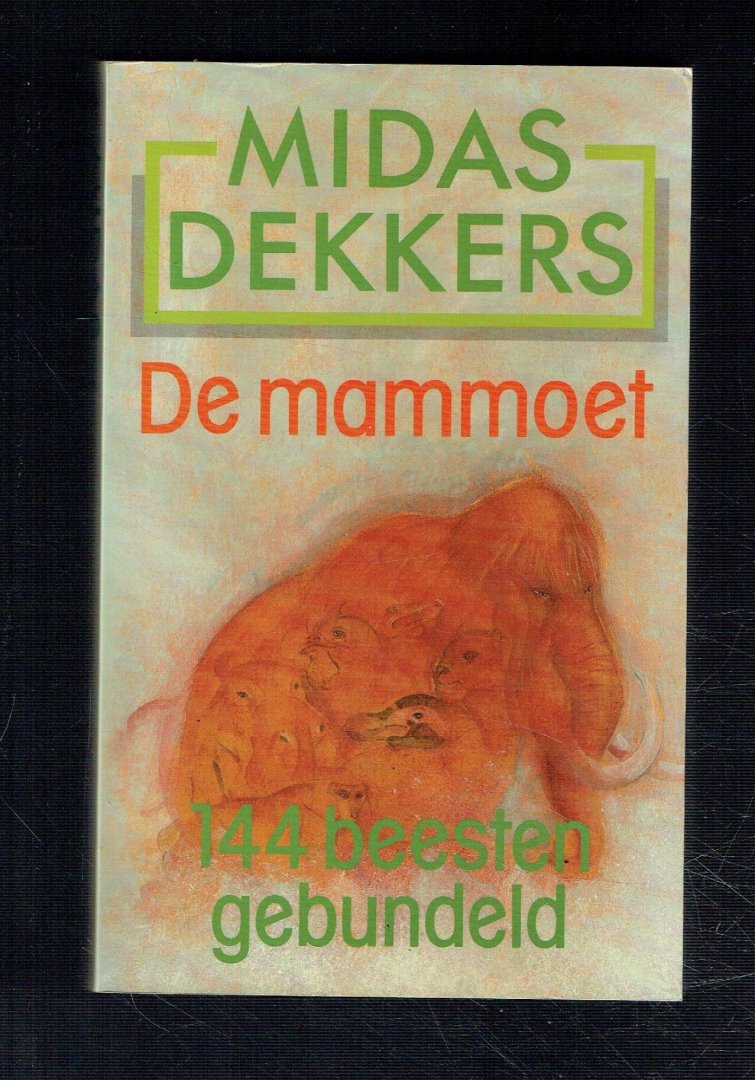 MIDAS
DEKKERS
De mammoet
144 beesten
gebundeld